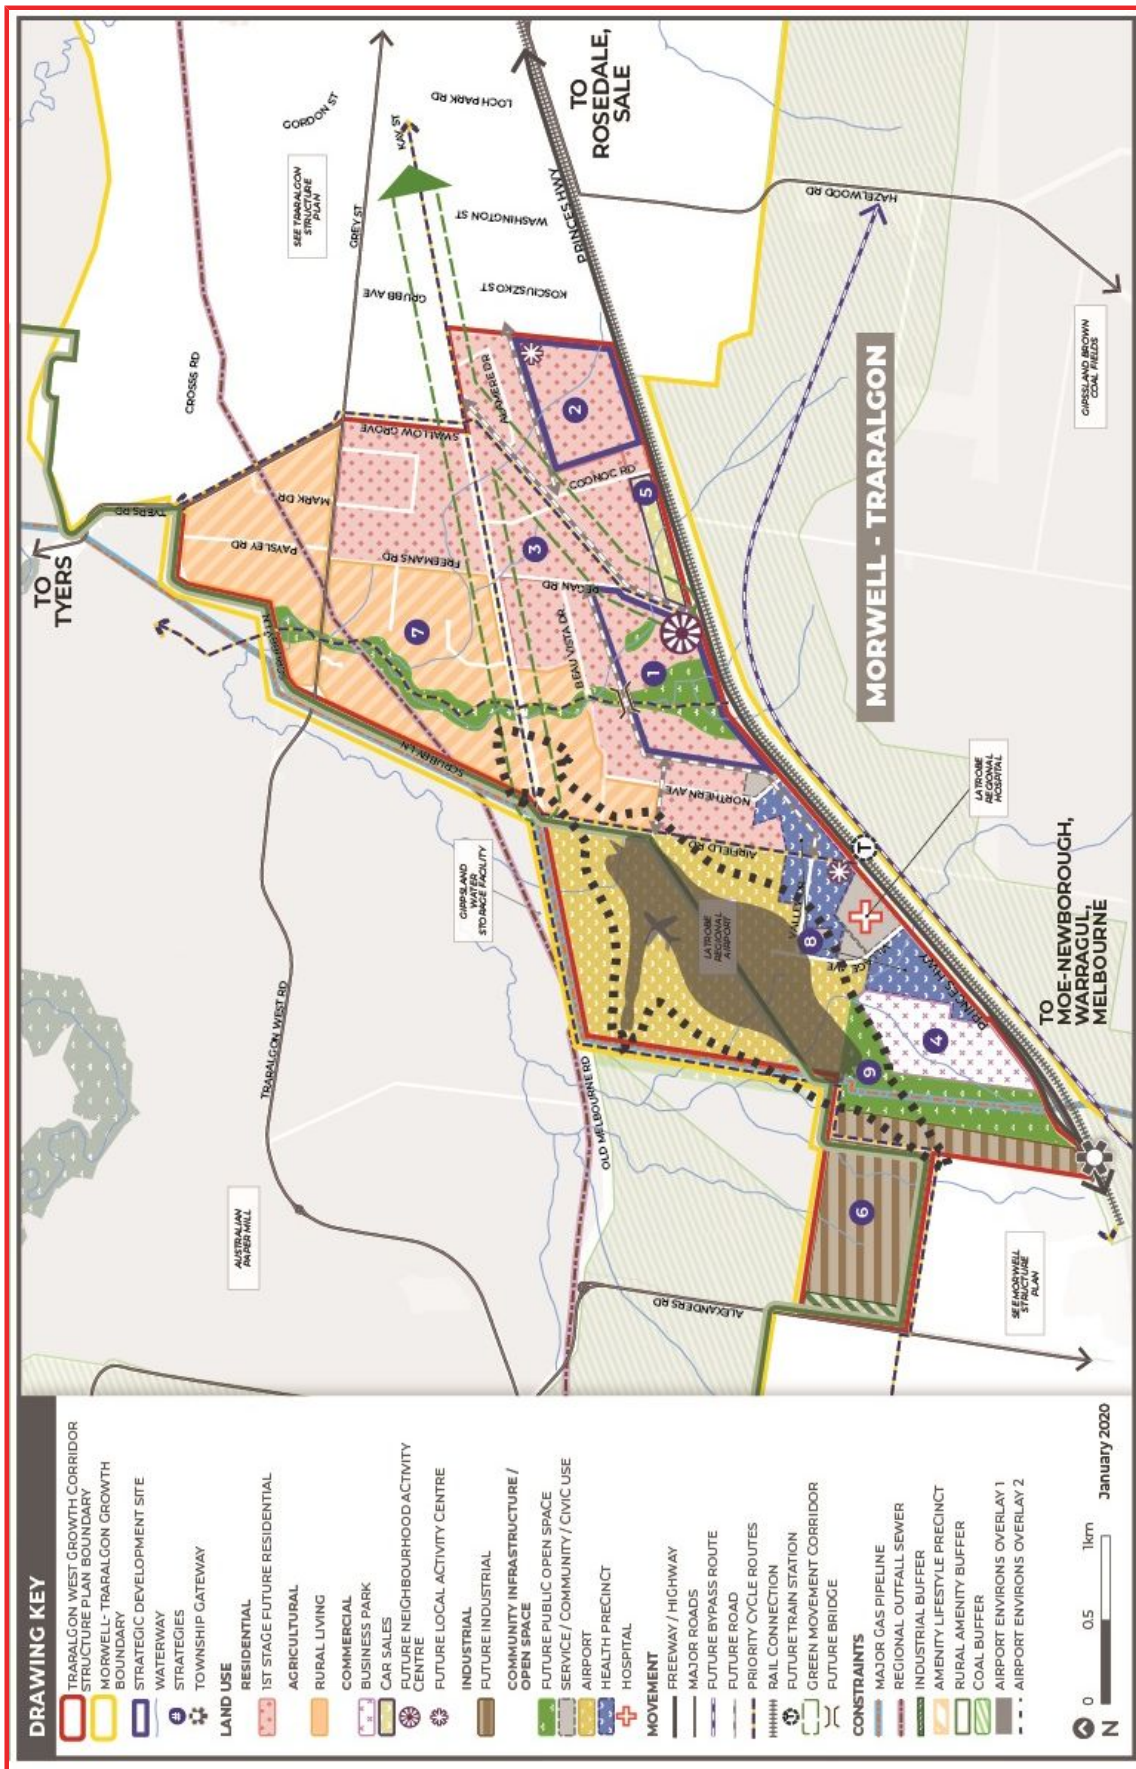 DRAWING KEY
TRARALGON WEST GROWTH CORRIDOR
STRUCTURE PLAN BOUNDARY
MORWELL- TRARALGON GROWTH
BOUNDARY
STRATEGIC DEVELOPMENT SITE
WATERWAY
#
STRATEGIES
TOWNSHIP GATEWAY
LAND USE
RESIDENTIAL
1ST STAGE FUTURE RESIDENTIAL
AGRICULTURAL
RURAL LIVING
COMMERCIAL
BUSINESS PARK
CAR SALES
FUTURE NEIGHBOURHOOD ACTIVITY
CENTRE
FUTURE LOCAL ACTIVITY CENTRE
INDUSTRIAL
FUTURE INDUSTRIAL
COMMUNITY INFRASTRUCTURE /
OPEN SPACE
FUTURE PUBLIC OPEN SPACE
SERVICE / COMMUNITY / CIVIC USE
AIRPORT
HEALTH PRECINCT
HOSPITAL
MOVEMENT
FREEWAY / HIGHWAY
MAJOR ROADS
FUTURE BYPASS ROUTE
FUTURE ROAD
PRIORITY CYCLE ROUTES
RAIL CONNECTION
FUTURE TRAIN STATION
GREEN MOVEMENT CORRIDOR
FUTURE BRIDGE
CONSTRAINTS
MAJOR GAS PIPELINE
REGIONAL OUTFALL SEWER
INDUSTRIAL BUFFER
AMENITY LIFESTYLE PRECINCT
RURAL AMENITY BUFFER
COAL BUFFER
AIRPORT ENVIRONS OVERLAY 1
AIRPORT ENVIRONS OVERLAY 2
N
0
0.5
1km
January 2020
TO
TYERS
TYERS RD
CROSSS RD
GORDON ST
SEE TRARALGON
STRUCTURE
PLAN
GREY ST
KAY ST
LOCH PARK RD
GRUBB AVE
WASHINGTON ST
KOSCIUSZKO ST
TO
ROSEDALE,
SALE
PRINCES HWY
HAZELWOOD RD
GIPSSLAND BROWN
COAL FIELDS
MORWELL - TRARALGON
AUSTRALIAN
PAPER MILL
TRARALGON WEST RD
OLD MELBOURNE RD
GIPPSLAND
WATER
STORAGE FACILITY
SCRUBBY LN
SCRUBBY LN
PAYSLEY RD
MARK DR
SWALLOW GROVE
FREEMANS RD
REGAN RD
BEAU VISTA DR
COONOC RD
NORTHERN AVE
AIRFIELD RD
LATROBE
REGIONAL
AIRPORT
VALLEY DR
VILLAGE AVE
PRINCES HWY
LATROBE
REGIONAL
HOSPITAL
T
ALEXANDERS RD
SEE MORWELL
STRUCTURE
PLAN
TO
MOE-NEWBOROUGH,
WARRAGUL,
MELBOURNE
1
2
3
4
5
6
7
8
9